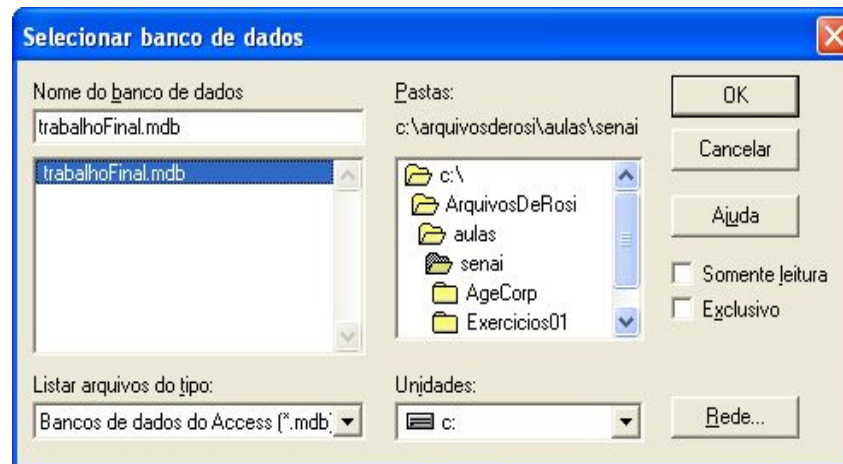 Selecionar banco de dados
Nome do banco de dados
trabalhoFinal.mdb
trabalhoFinal.mdb
Pastas:
c:\arquivosderosi\aulas\senai
c:\
ArquivosDeRosi
aulas
senai
AgeCorp
Exercicios01
OK
Cancelar
Ajuda
Somente leitura
Exclusivo
Listar arquivos do tipo:
Bancos de dados do Access (*.mdb)
Unidades:
c:
Rede...